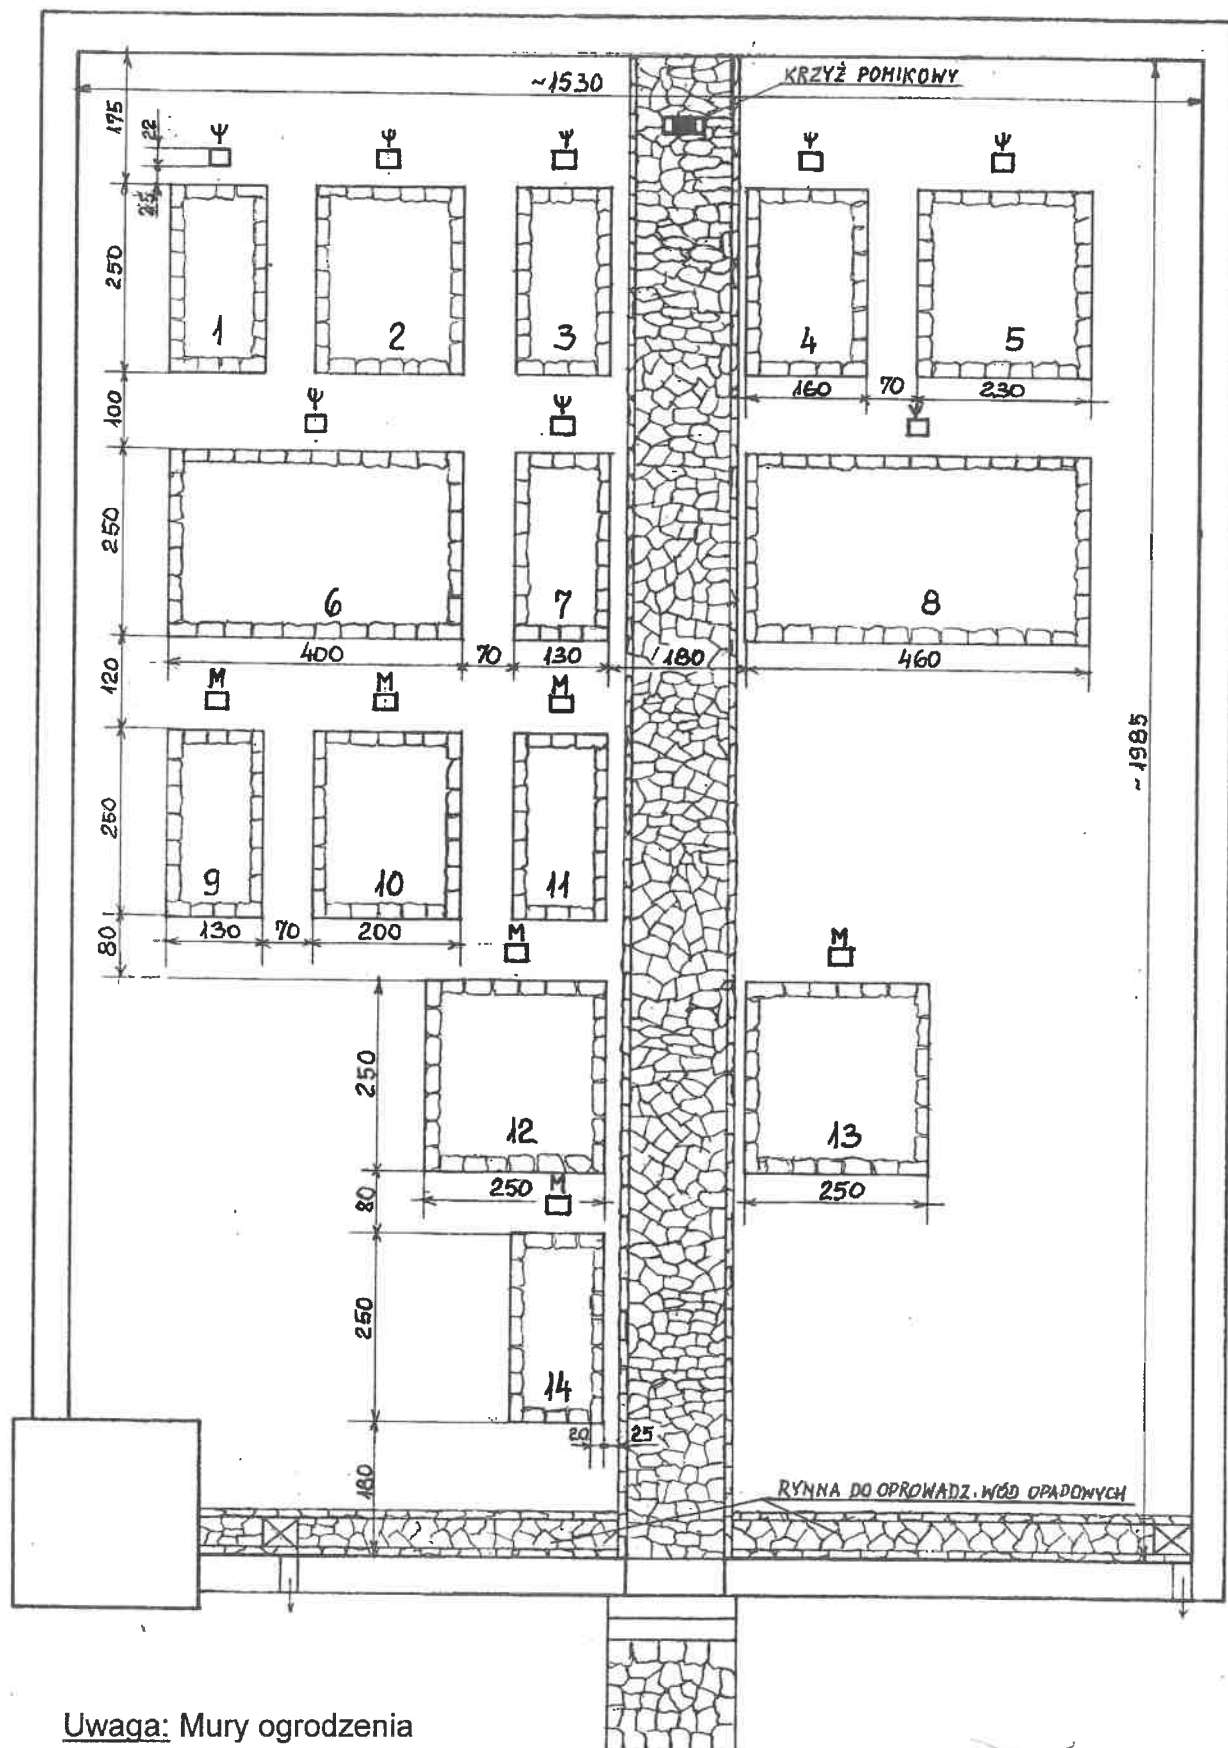 ~1530
KRZYŻ POMIKOWY
175
22
25
Ψ Ψ Ψ Ψ Ψ
250
1 2 3 4 5
160 70 230
100
Ψ Ψ Ψ
250
6 7 8
400 70 130 180 460
120
M M M
~1985
250
9 10 11
130 70 200
80
M M
250
12 13
250 250
80
M
250
14
20 25
180
RYNNA DO OPROWADZ. WÓD OPADOWYCH
Uwaga: Mury ogrodzenia